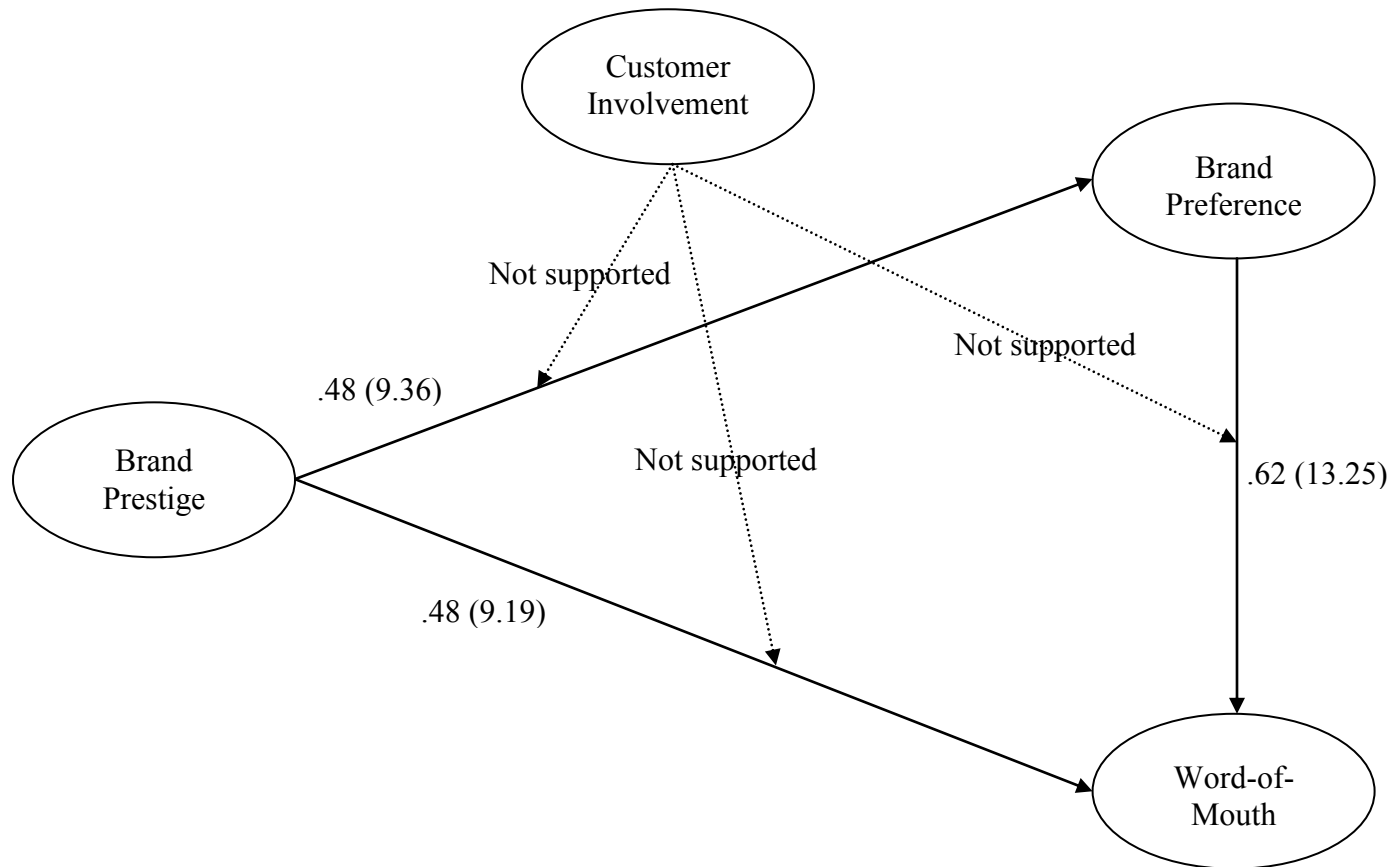 Customer
Involvement
Brand
Preference
Not supported
Not supported
.48 (9.36)
Brand
Prestige
Not supported
.62 (13.25)
.48 (9.19)
Word-of-
Mouth